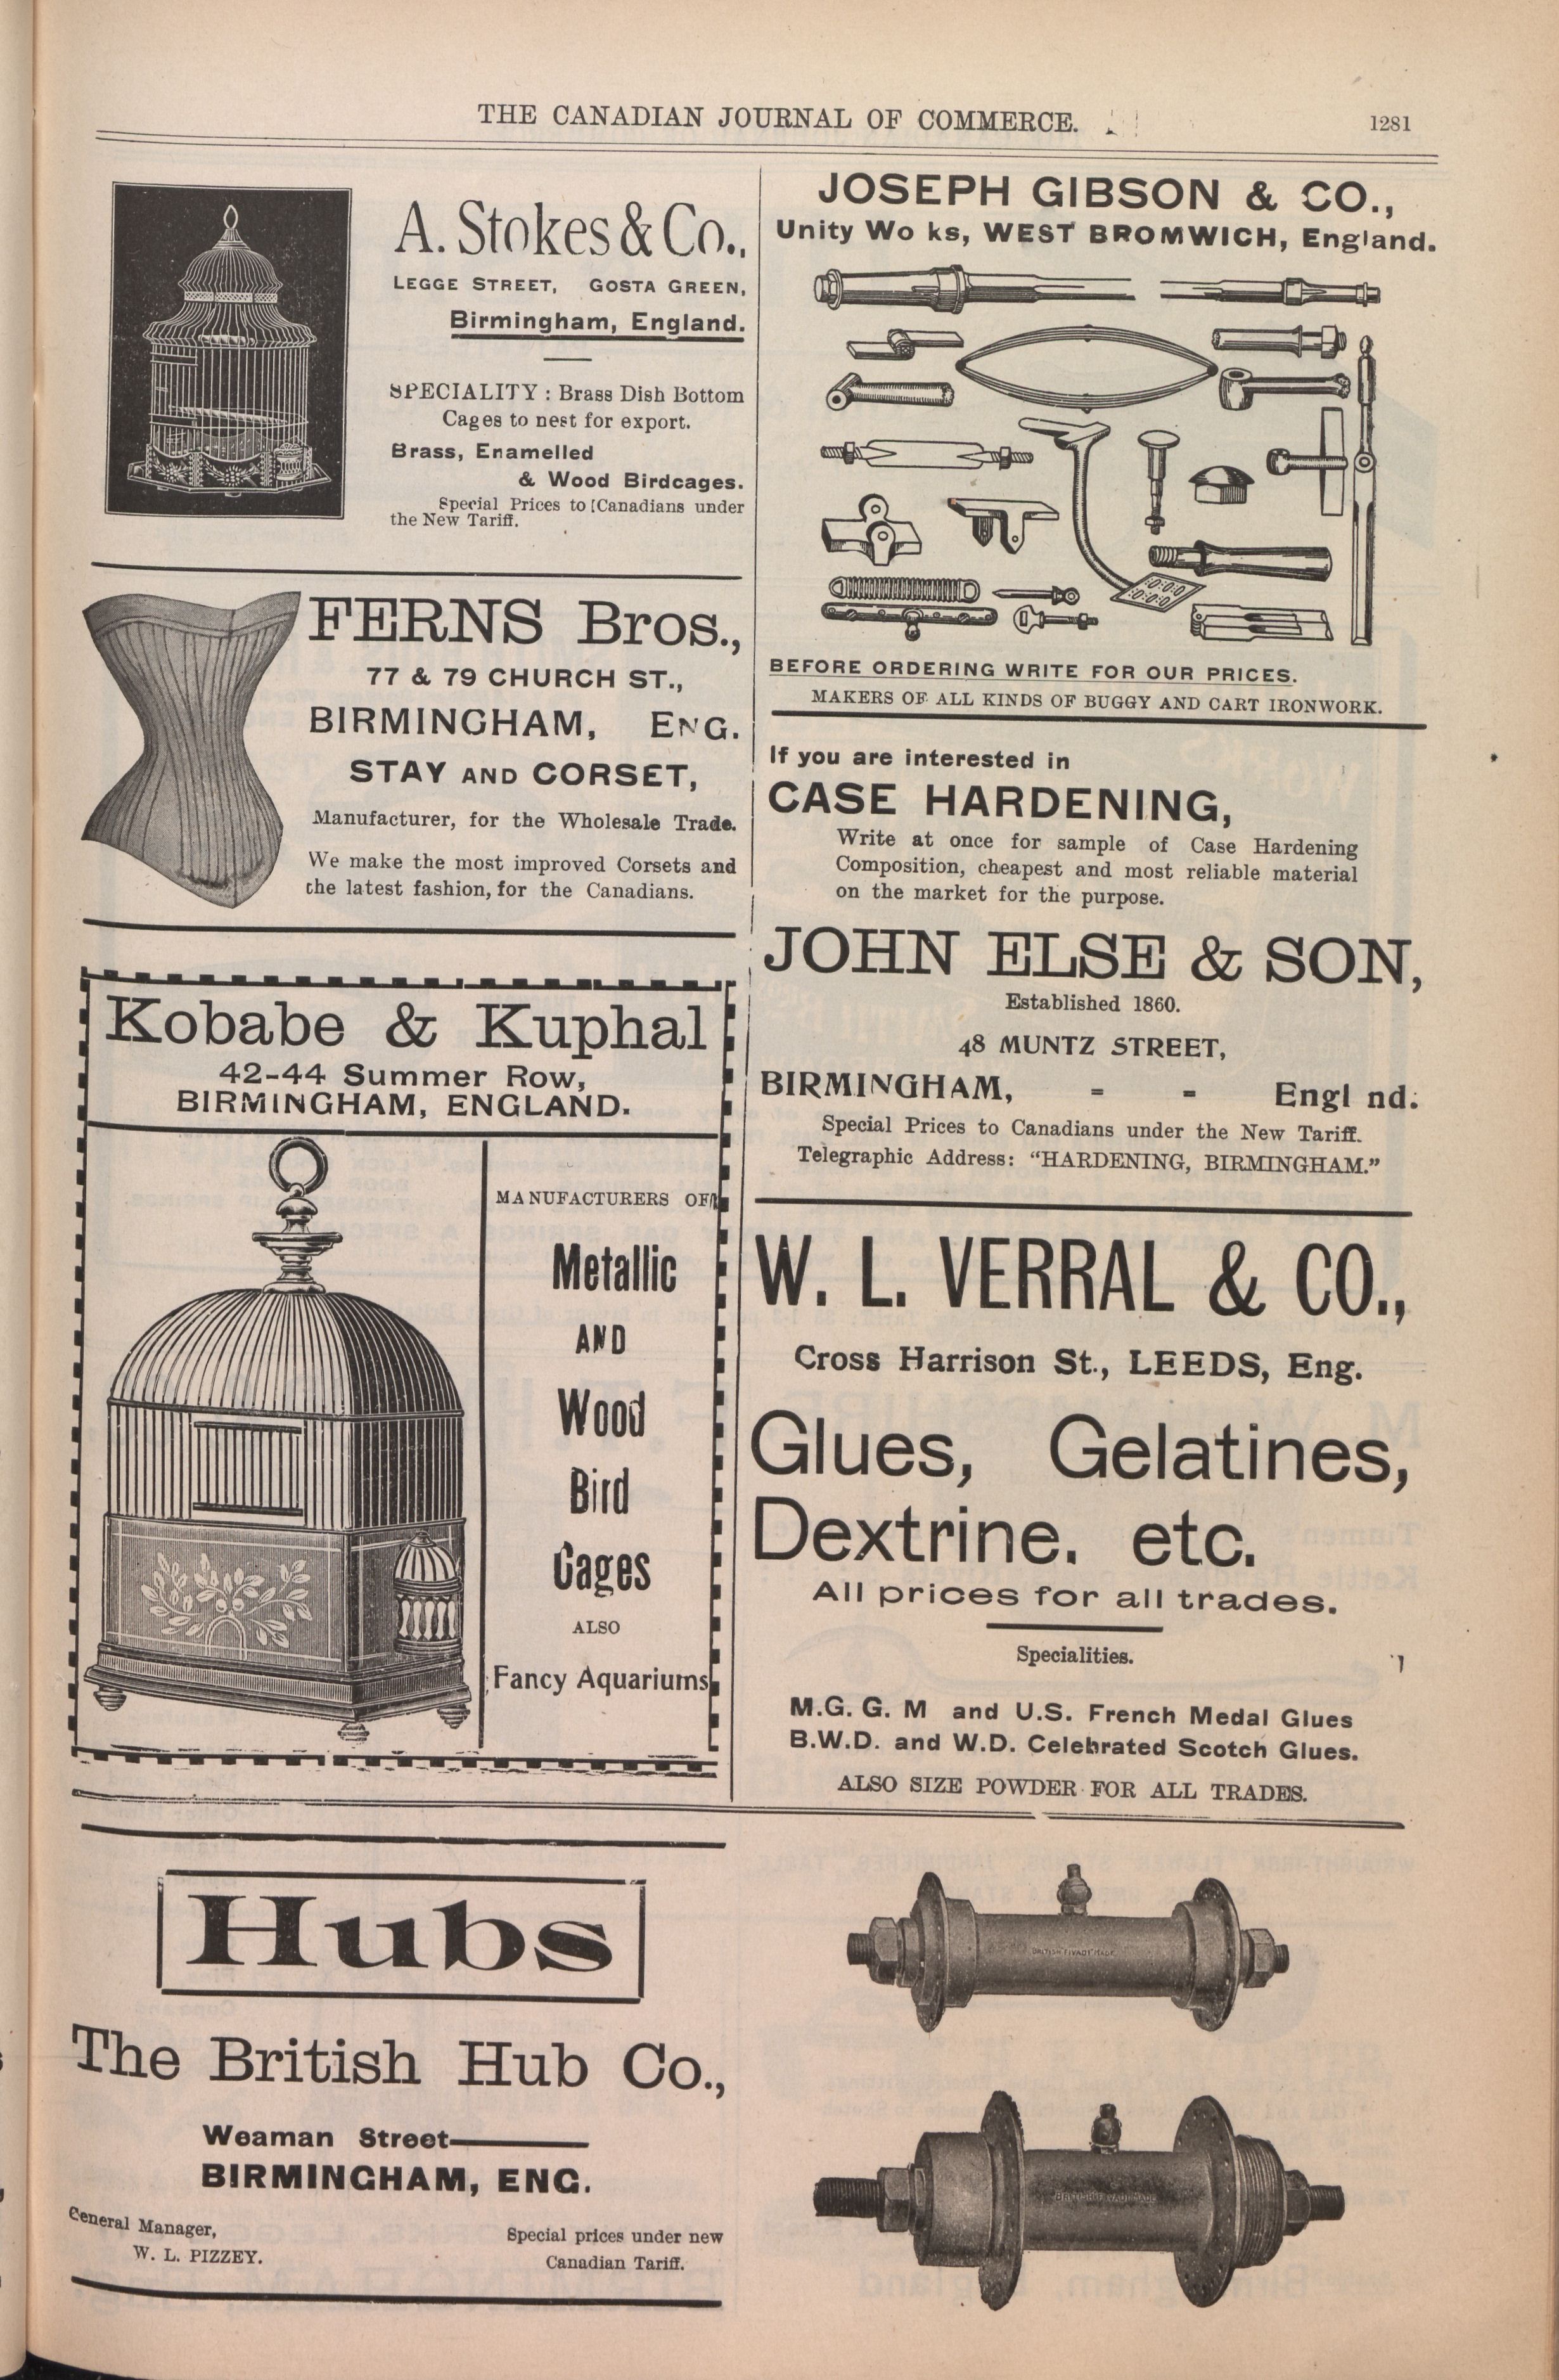 THE CANADIAN JOURNAL OF COMMERCE.
1281
A. Stokes & Co.,
LEGGE STREET, GOSTA GREEN,
Birmingham, England.
SPECIALITY : Brass Dish Bottom
Cages to nest for export.
Brass, Enamelled
& Wood Birdcages.
Special Prices to [Canadians under
the New Tariff.
FERNS Bros.,
77 & 79 CHURCH ST.,
BIRMINGHAM, ENG.
STAY AND CORSET,
Manufacturer, for the Wholesale Trade.
We make the most improved Corsets and
the latest fashion, for the Canadians.
Kobabe & Kuphal
42-44 Summer Row,
BIRMINGHAM, ENGLAND.
MANUFACTURERS OF
Metallic
AND
Wood
Bird
Cages
ALSO
Fancy Aquariums
JOSEPH GIBSON & CO.,
Unity Wo ks, WEST BROMWICH, England.
BEFORE ORDERING WRITE FOR OUR PRICES.
MAKERS OF ALL KINDS OF BUGGY AND CART IRONWORK.
If you are interested in
CASE HARDENING,
Write at once for sample of Case Hardening
Composition, cheapest and most reliable material
on the market for the purpose.
JOHN ELSE & SON,
Established 1860.
48 MUNTZ STREET,
BIRMINGHAM, - - Engl nd.
Special Prices to Canadians under the New Tariff.
Telegraphic Address: "HARDENING, BIRMINGHAM."
W. L. VERRAL & CO.,
Cross Harrison St., LEEDS, Eng.
Glues, Gelatines,
Dextrine. etc.
All prices for all trades.
Specialities.
M.G. G. M and U.S. French Medal Glues
B.W.D. and W.D. Celebrated Scotch Glues.
ALSO SIZE POWDER FOR ALL TRADES.
Hubs
The British Hub Co.,
Weaman Street
BIRMINGHAM, ENG.
General Manager,
W. L. PIZZEY.
Special prices under new
Canadian Tariff.